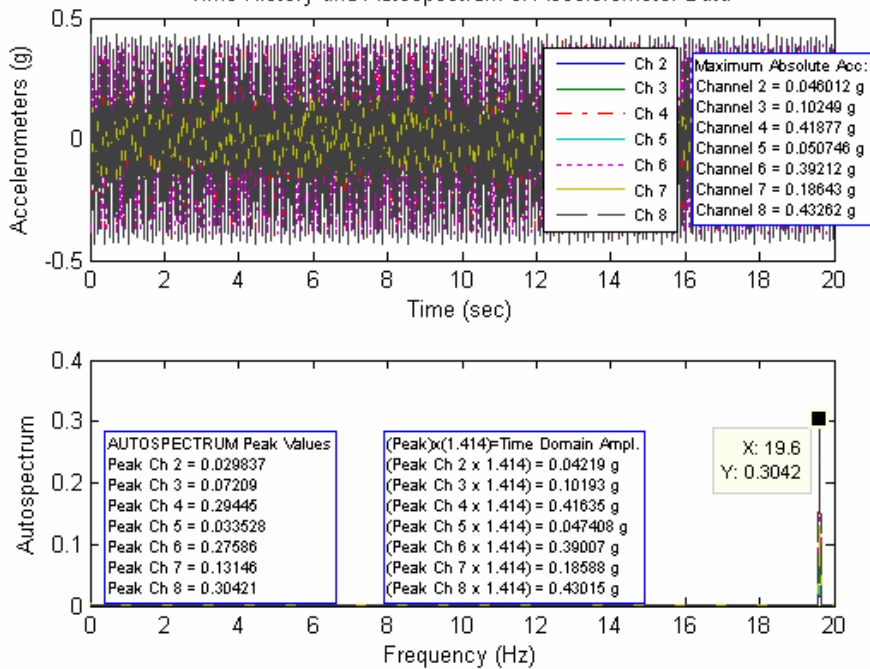 Time History and Autospectrum of Accelerometer Data
0.5
0
-0.5
Accelerometers (g)
Ch 2
Ch 3
Ch 4
Ch 5
Ch 6
Ch 7
Ch 8
Maximum Absolute Acc:
Channel 2 = 0.046012 g
Channel 3 = 0.10249 g
Channel 4 = 0.41877 g
Channel 5 = 0.050746 g
Channel 6 = 0.39212 g
Channel 7 = 0.18643 g
Channel 8 = 0.43262 g
0 2 4 6 8 10 12 14 16 18 20
Time (sec)
0.4
0.3
0.2
0.1
0
Autospectrum
AUTOSPECTRUM Peak Values
Peak Ch 2 = 0.029837
Peak Ch 3 = 0.07209
Peak Ch 4 = 0.29445
Peak Ch 5 = 0.033528
Peak Ch 6 = 0.27586
Peak Ch 7 = 0.13146
Peak Ch 8 = 0.30421
(Peak)x(1.414)=Time Domain Ampl.
(Peak Ch 2 x 1.414) = 0.04219 g
(Peak Ch 3 x 1.414) = 0.10193 g
(Peak Ch 4 x 1.414) = 0.41635 g
(Peak Ch 5 x 1.414) = 0.047408 g
(Peak Ch 6 x 1.414) = 0.39007 g
(Peak Ch 7 x 1.414) = 0.18588 g
(Peak Ch 8 x 1.414) = 0.43015 g
X: 19.6
Y: 0.3042
0 2 4 6 8 10 12 14 16 18 20
Frequency (Hz)